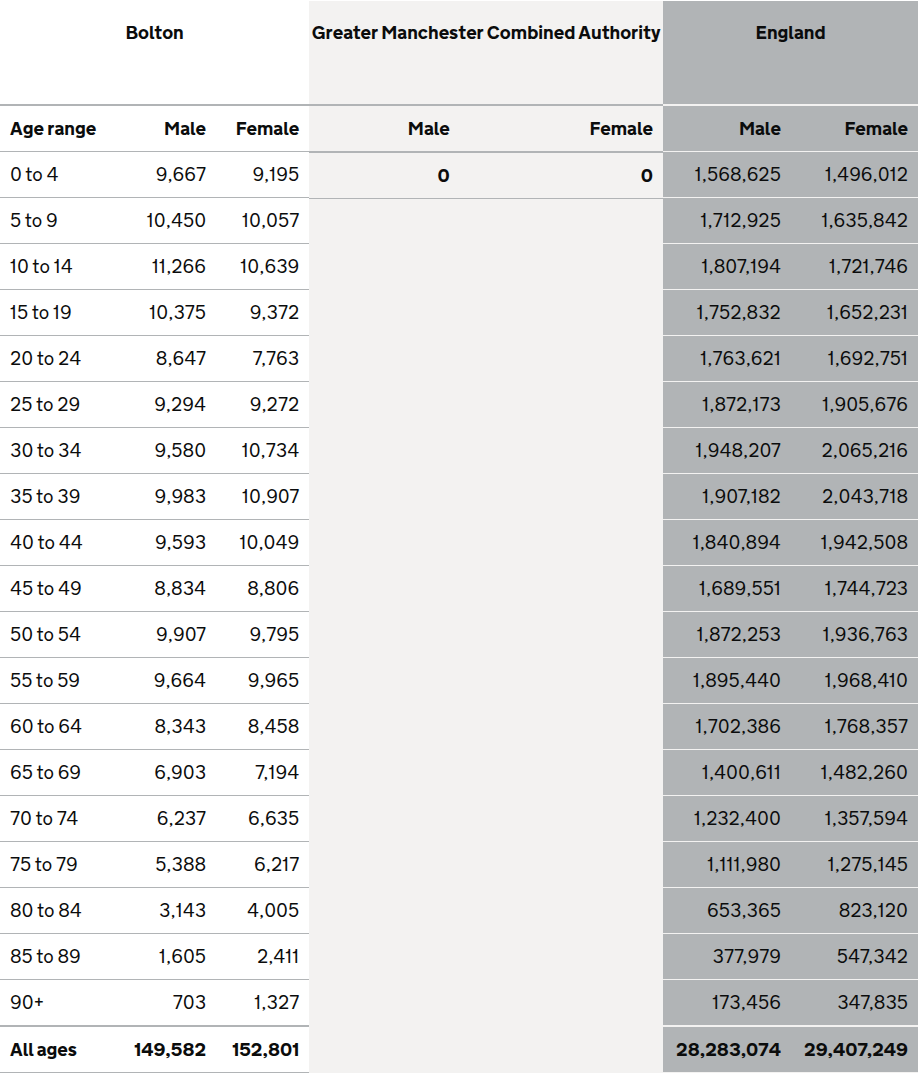 Bolton Greater Manchester Combined Authority England
Age range Male Female Male Female Male Female
0 to 4 9,667 9,195 0 0 1,568,625 1,496,012
5 to 9 10,450 10,057 1,712,925 1,635,842
10 to 14 11,266 10,639 1,807,194 1,721,746
15 to 19 10,375 9,372 1,752,832 1,652,231
20 to 24 8,647 7,763 1,763,621 1,692,751
25 to 29 9,294 9,272 1,872,173 1,905,676
30 to 34 9,580 10,734 1,948,207 2,065,216
35 to 39 9,983 10,907 1,907,182 2,043,718
40 to 44 9,593 10,049 1,840,894 1,942,508
45 to 49 8,834 8,806 1,689,551 1,744,723
50 to 54 9,907 9,795 1,872,253 1,936,763
55 to 59 9,664 9,965 1,895,440 1,968,410
60 to 64 8,343 8,458 1,702,386 1,768,357
65 to 69 6,903 7,194 1,400,611 1,482,260
70 to 74 6,237 6,635 1,232,400 1,357,594
75 to 79 5,388 6,217 1,111,980 1,275,145
80 to 84 3,143 4,005 653,365 823,120
85 to 89 1,605 2,411 377,979 547,342
90+ 703 1,327 173,456 347,835
All ages 149,582 152,801 28,283,074 29,407,249